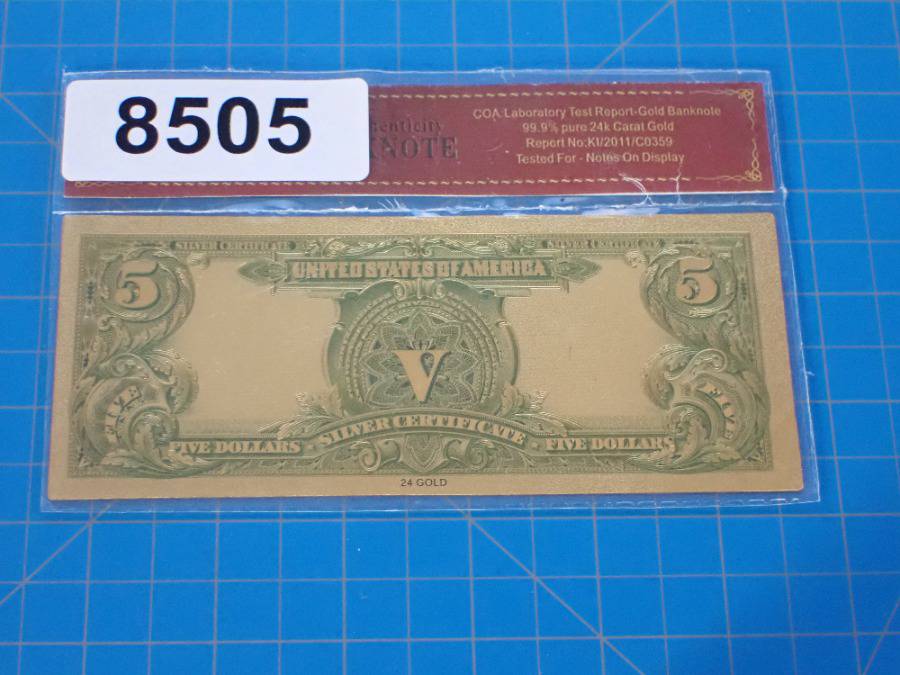 8505
COA Laboratory Test Report-Gold Banknote
99.9% pure 24k Carat Gold
Report No:KI/2011/C0359
Tested For - Notes On Display
SILVER CERTIFICATE
SILVER CERTIFICATE
UNITED STATES OF AMERICA
5
5
V
FIVE
FIVE
SILVER CERTIFICATE
FIVE DOLLARS
FIVE DOLLARS
24 GOLD